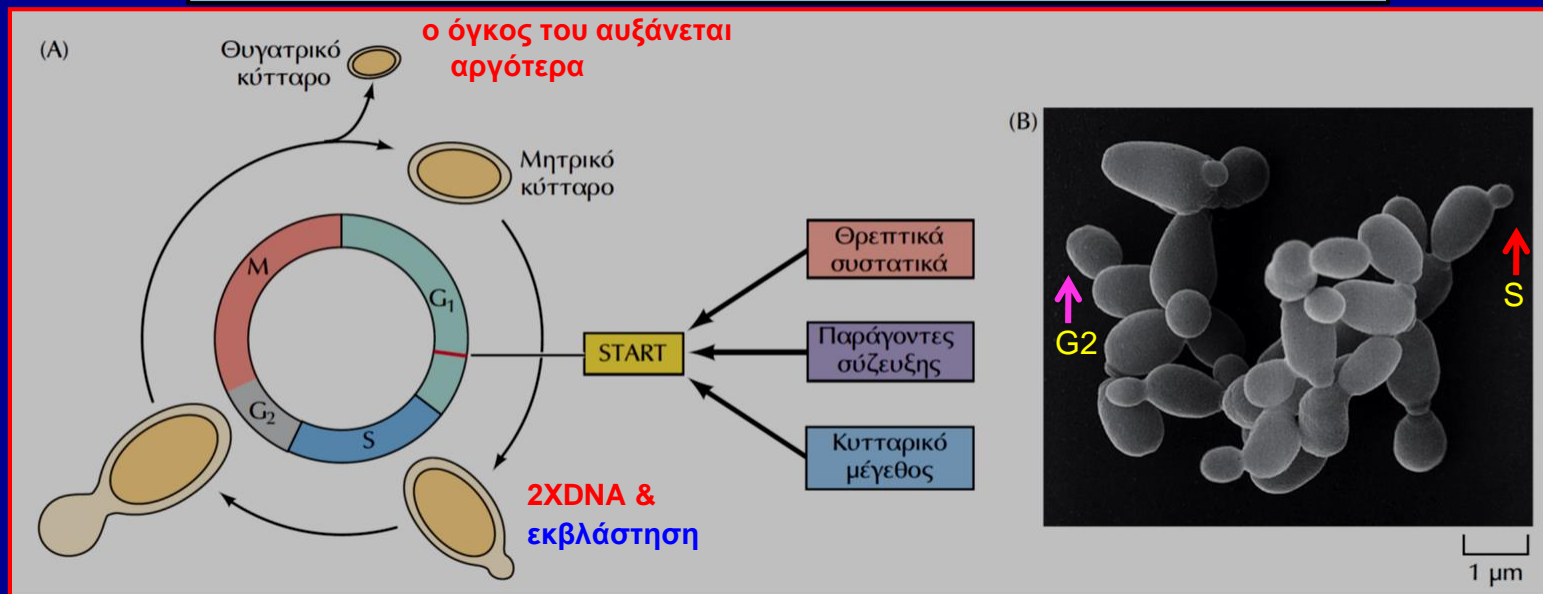 (A)
Θυγατρικό
κύτταρο
ο όγκος του αυξάνεται
αργότερα
Μητρικό
κύτταρο
M
G₁
G₂
S
START
Θρεπτικά
συστατικά
Παράγοντες
σύζευξης
Κυτταρικό
μέγεθος
2XDNA &
εκβλάστηση
(B)
G2
S
1 μm